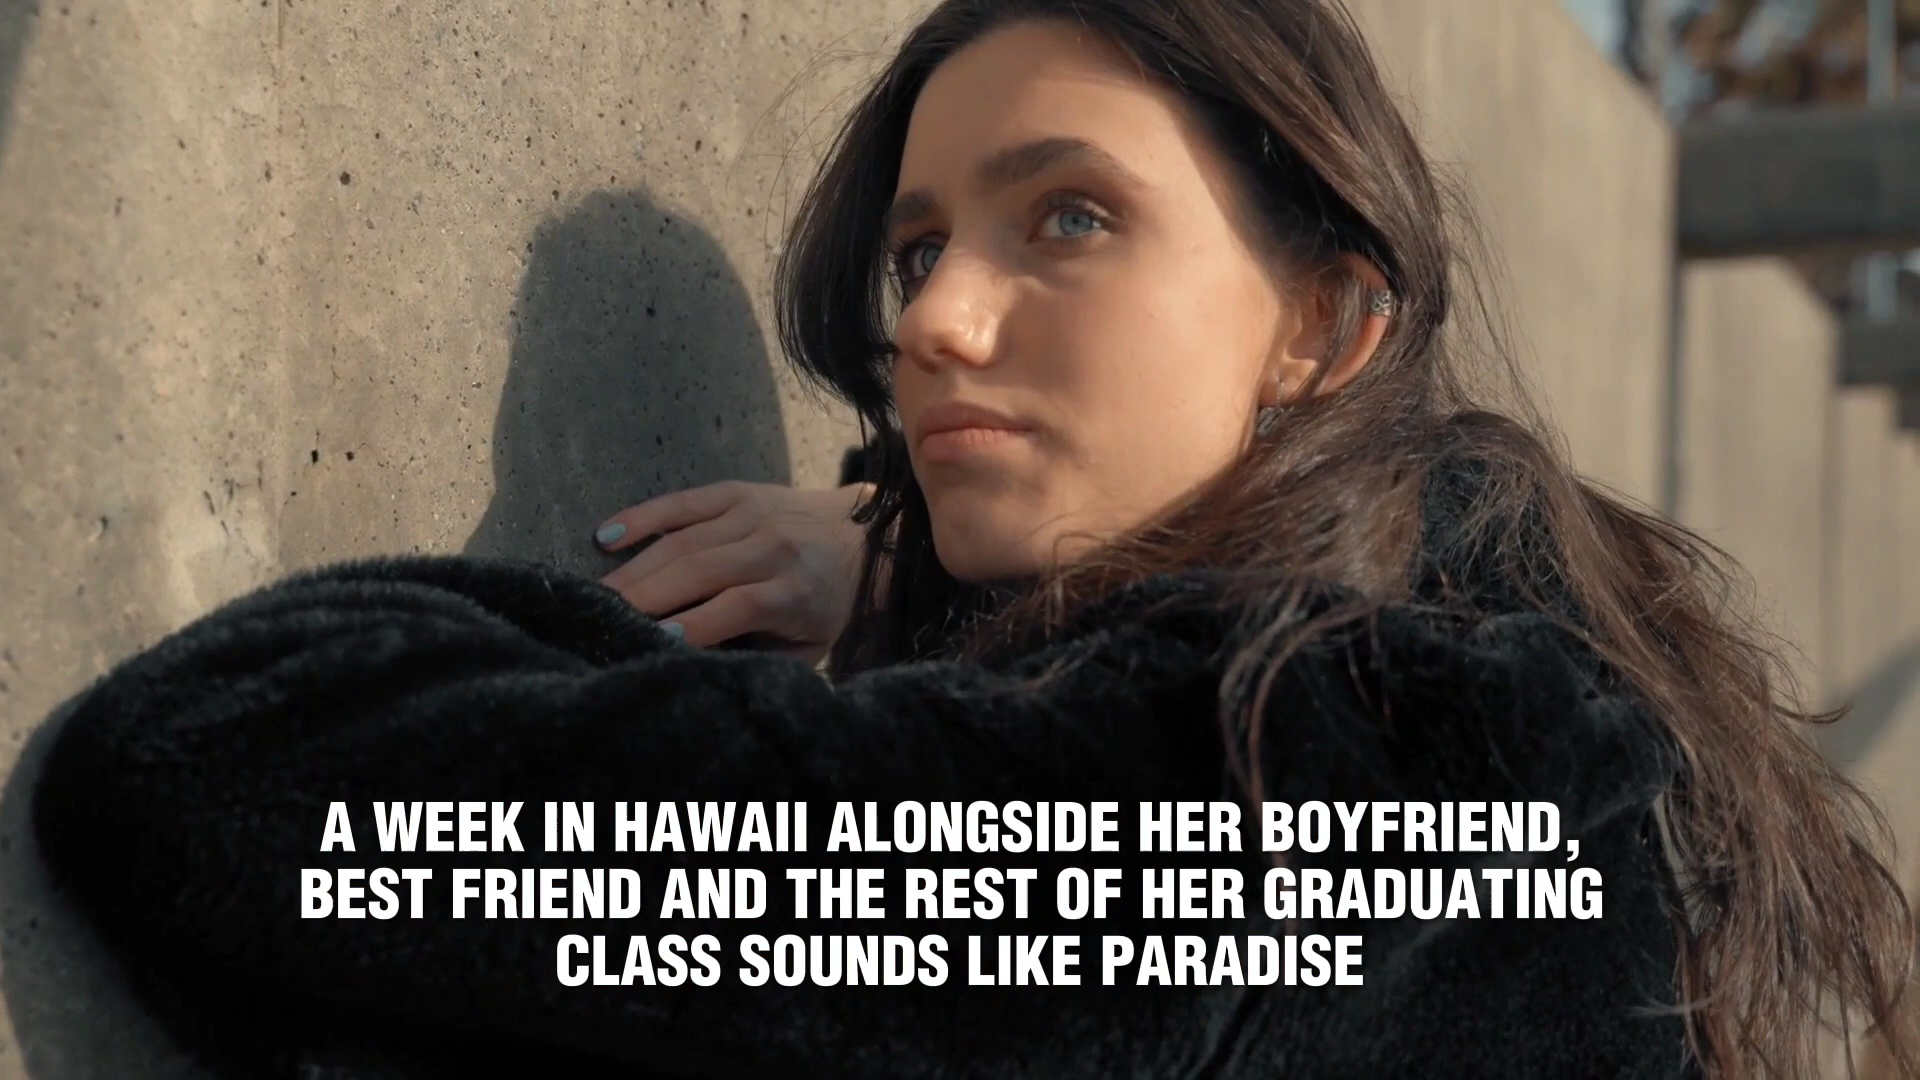 A WEEK IN HAWAII ALONGSIDE HER BOYFRIEND,
BEST FRIEND AND THE REST OF HER GRADUATING
CLASS SOUNDS LIKE PARADISE